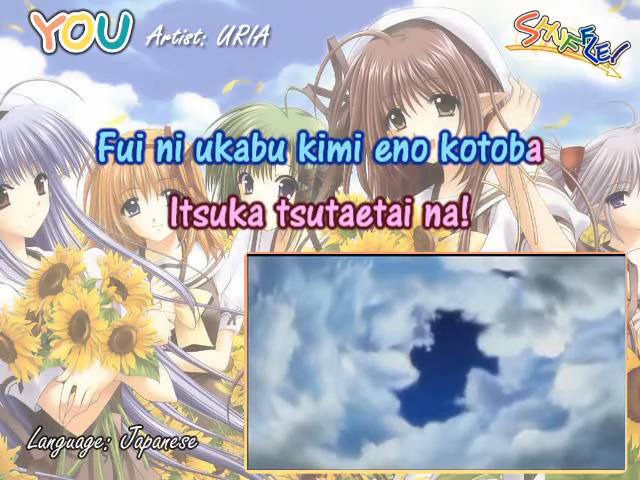 YOU
Artist: URIA
SHUFFLE!
Fui ni ukabu kimi eno kotoba
Itsuka tsutaetai na!
Language: Japanese